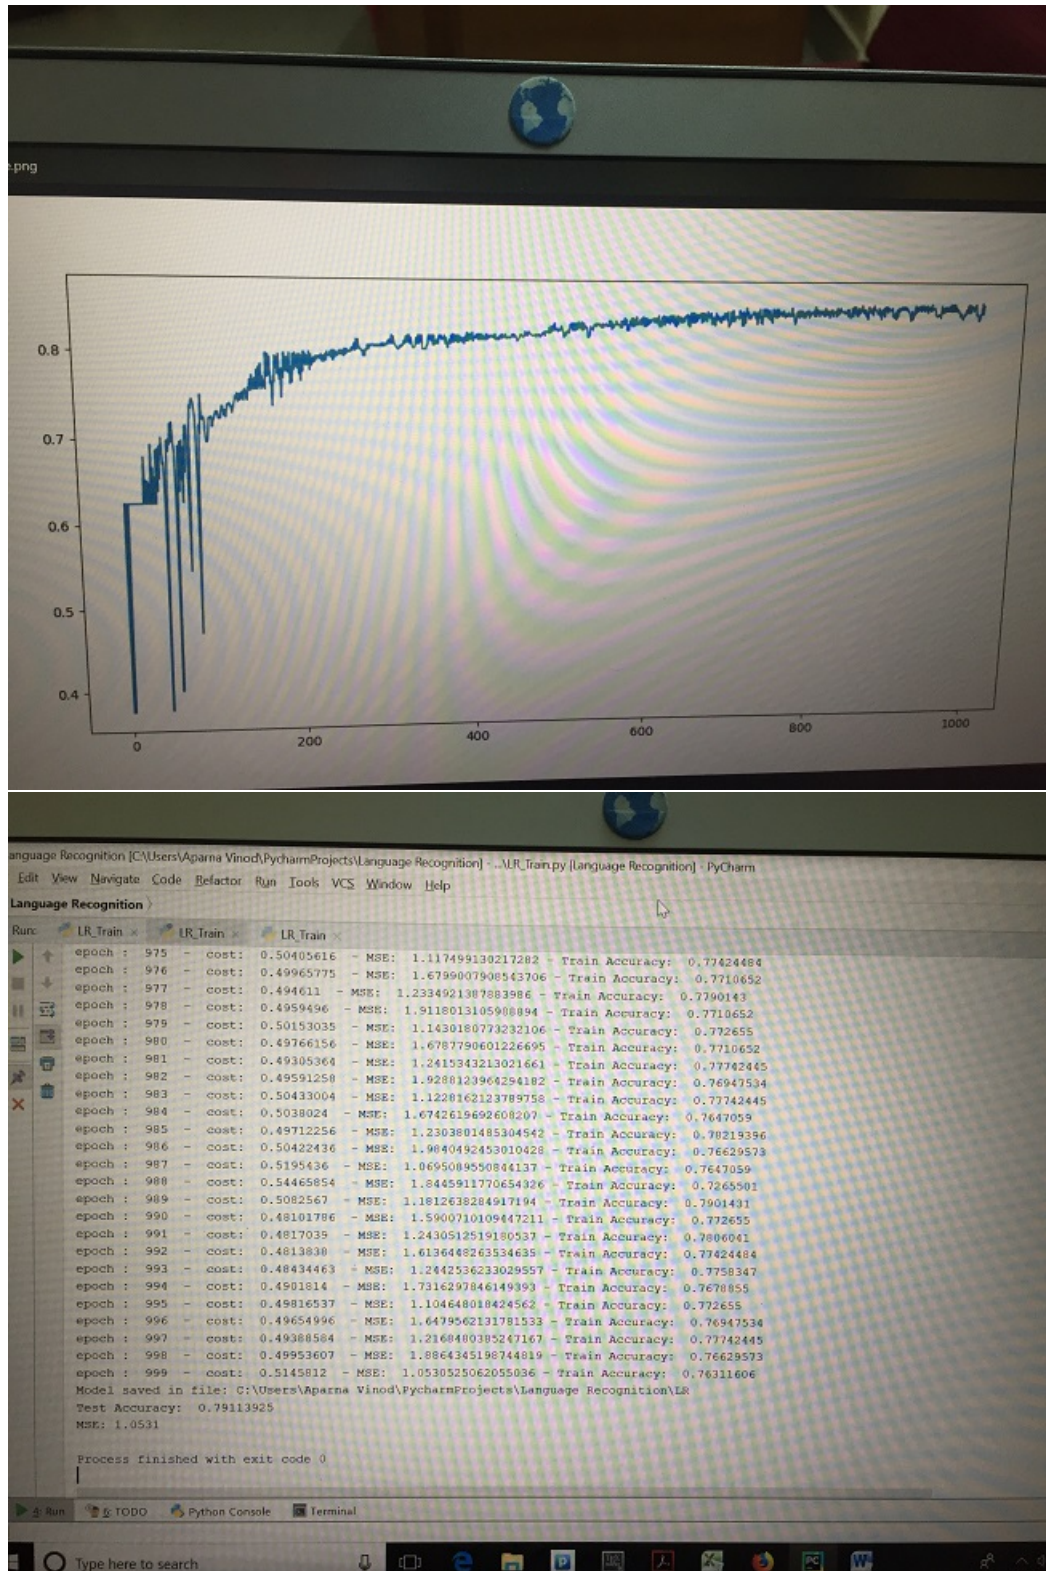 e.png
0.8
0.7
0.6
0.5
0.4
0 200 400 600 800 1000
anguage Recognition [C:\Users\Aparna Vinod\PycharmProjects\Language Recognition] - ...\LR_Train.py [Language Recognition] - PyCharm
Edit View Navigate Code Refactor Run Tools VCS Window Help
Language Recognition
Run: LR_Train × LR_Train × LR_Train ×
epoch : 975 - cost: 0.50405616 - MSE: 1.117499130217282 - Train Accuracy: 0.77424484
epoch : 976 - cost: 0.49965775 - MSE: 1.6799007908543706 - Train Accuracy: 0.7710652
epoch : 977 - cost: 0.494611 - MSE: 1.2334921387883986 - Train Accuracy: 0.7790143
epoch : 978 - cost: 0.4959496 - MSE: 1.9118013105988894 - Train Accuracy: 0.7710652
epoch : 979 - cost: 0.50153035 - MSE: 1.1430180773232106 - Train Accuracy: 0.772655
epoch : 980 - cost: 0.49766156 - MSE: 1.6787790601226695 - Train Accuracy: 0.7710652
epoch : 981 - cost: 0.49305364 - MSE: 1.2415343213021661 - Train Accuracy: 0.77742445
epoch : 982 - cost: 0.49591258 - MSE: 1.9288123964294182 - Train Accuracy: 0.76947534
epoch : 983 - cost: 0.50433004 - MSE: 1.1228162123789758 - Train Accuracy: 0.77742445
epoch : 984 - cost: 0.5038024 - MSE: 1.6742619692608207 - Train Accuracy: 0.7647059
epoch : 985 - cost: 0.49712256 - MSE: 1.2303801485304542 - Train Accuracy: 0.78219396
epoch : 986 - cost: 0.50422436 - MSE: 1.9840492453010428 - Train Accuracy: 0.76629573
epoch : 987 - cost: 0.5195436 - MSE: 1.0695089550844137 - Train Accuracy: 0.7647059
epoch : 988 - cost: 0.54465854 - MSE: 1.8445911770654326 - Train Accuracy: 0.7265501
epoch : 989 - cost: 0.5082567 - MSE: 1.1812638284917194 - Train Accuracy: 0.7901431
epoch : 990 - cost: 0.48101786 - MSE: 1.5900710109447211 - Train Accuracy: 0.772655
epoch : 991 - cost: 0.4817039 - MSE: 1.2430512519180537 - Train Accuracy: 0.7806041
epoch : 992 - cost: 0.4813838 - MSE: 1.6136448263534635 - Train Accuracy: 0.77424484
epoch : 993 - cost: 0.48434463 - MSE: 1.2442536233029557 - Train Accuracy: 0.7758347
epoch : 994 - cost: 0.4901814 - MSE: 1.7316297846149393 - Train Accuracy: 0.7678855
epoch : 995 - cost: 0.49816537 - MSE: 1.104648018424562 - Train Accuracy: 0.772655
epoch : 996 - cost: 0.49654996 - MSE: 1.6479562131781533 - Train Accuracy: 0.76947534
epoch : 997 - cost: 0.49388584 - MSE: 1.2168480385247167 - Train Accuracy: 0.77742445
epoch : 998 - cost: 0.49953607 - MSE: 1.8864345198744819 - Train Accuracy: 0.76629573
epoch : 999 - cost: 0.5145812 - MSE: 1.0530525062055036 - Train Accuracy: 0.76311606
Model saved in file: C:\Users\Aparna Vinod\PycharmProjects\Language Recognition\LR
Test Accuracy: 0.79113925
MSE: 1.0531
Process finished with exit code 0
4: Run 6: TODO Python Console Terminal
Type here to search